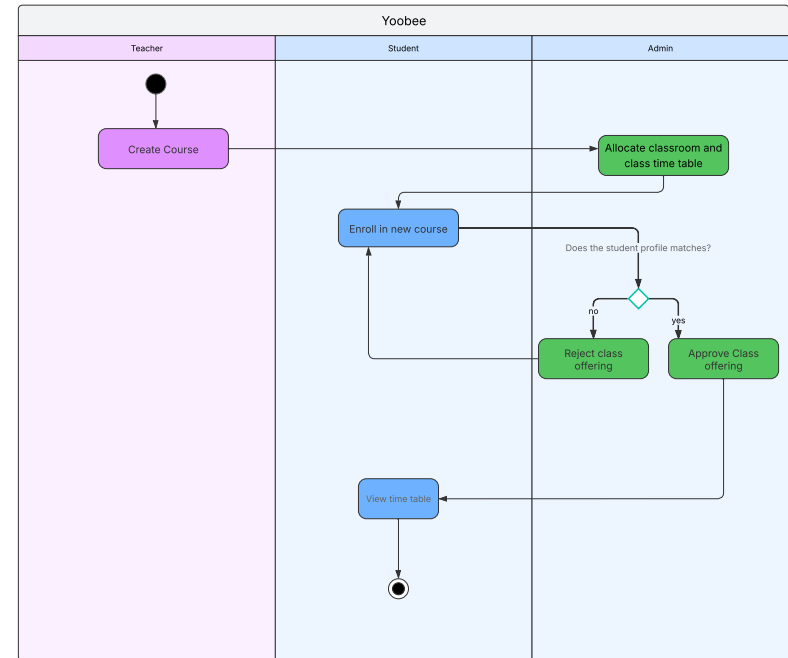 Yoobee
Teacher
Student
Admin
Create Course
Allocate classroom and
class time table
Enroll in new course
Does the student profile matches?
no
yes
Reject class
offering
Approve Class
offering
View time table